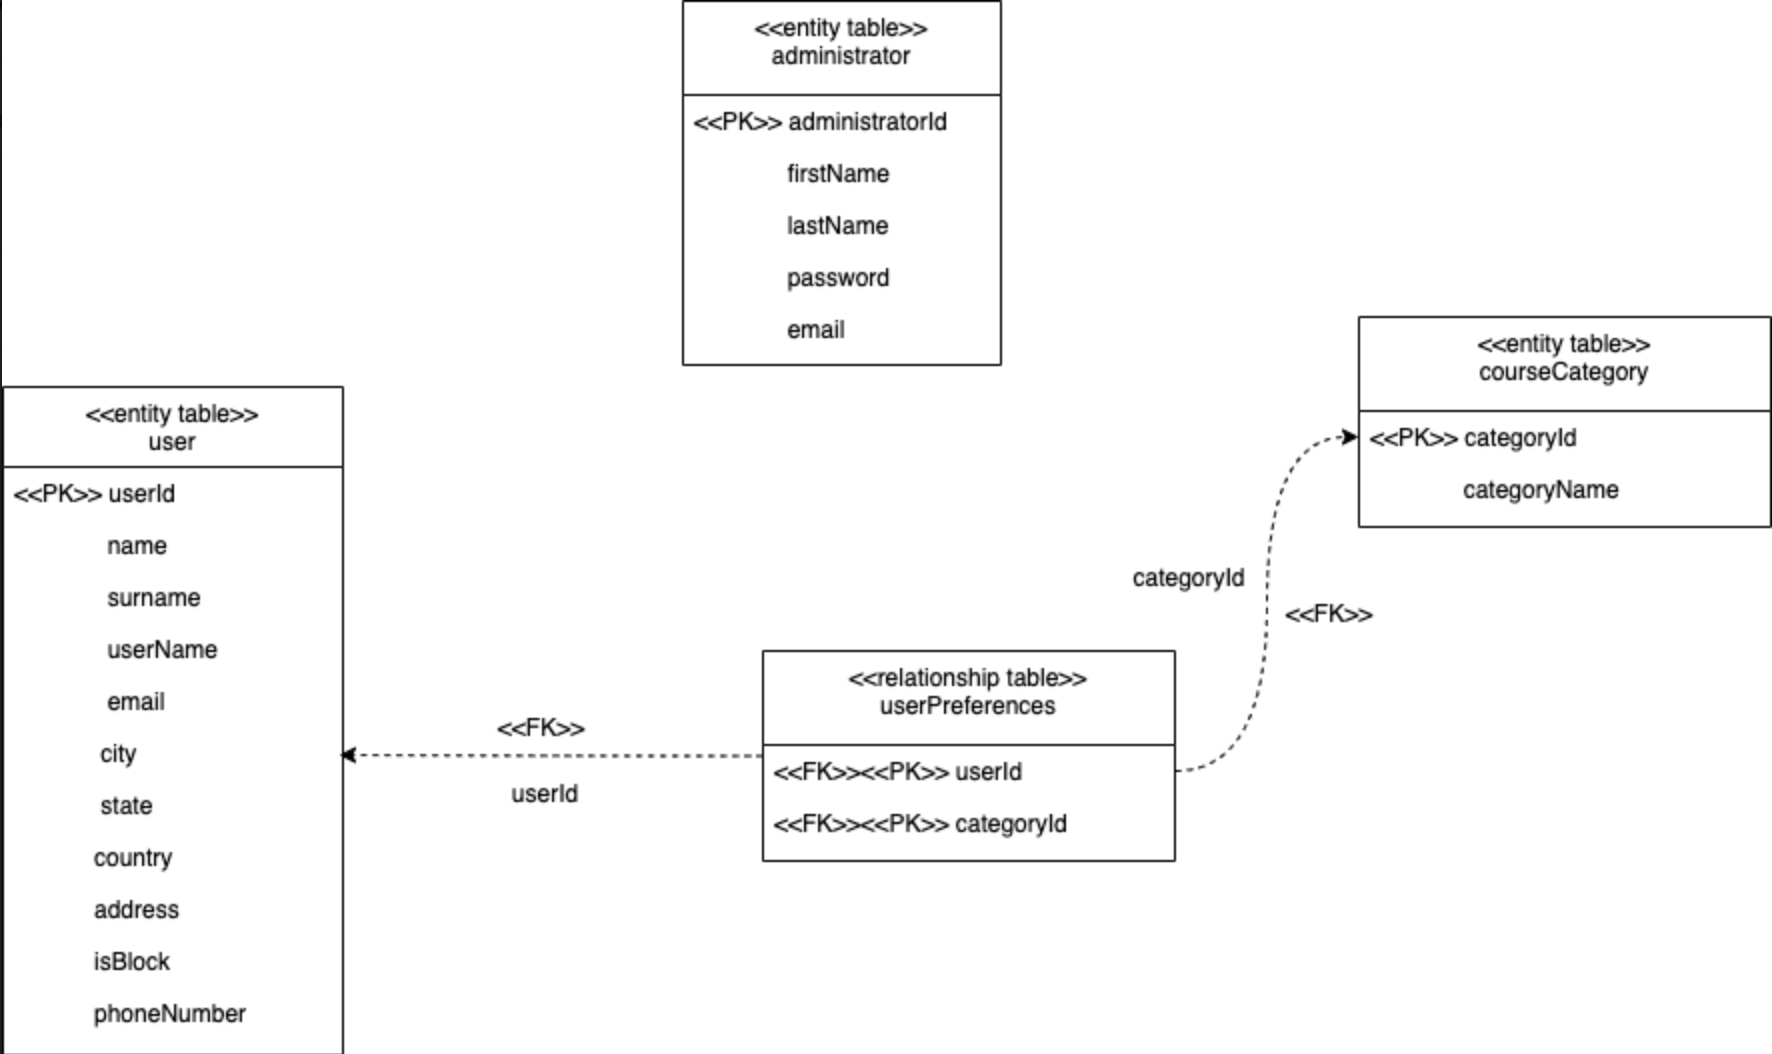 <<entity table>>
administrator
<<PK>> administratorId
firstName
lastName
password
email
<<entity table>>
courseCategory
<<PK>> categoryId
categoryName
<<entity table>>
user
<<PK>> userId
name
surname
userName
email
city
state
country
address
isBlock
phoneNumber
categoryId
<<FK>>
<<relationship table>>
userPreferences
<<FK>><<PK>> userId
<<FK>><<PK>> categoryId
<<FK>>
userId